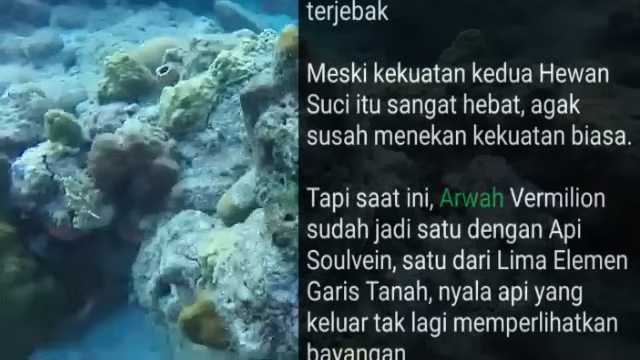 terjebak
Meski kekuatan kedua Hewan
Suci itu sangat hebat, agak
susah menekan kekuatan biasa.
Tapi saat ini, Arwah Vermilion
sudah jadi satu dengan Api
Soulvein, satu dari Lima Elemen
Garis Tanah, nyala api yang
keluar tak lagi memperlihatkan
bayangan